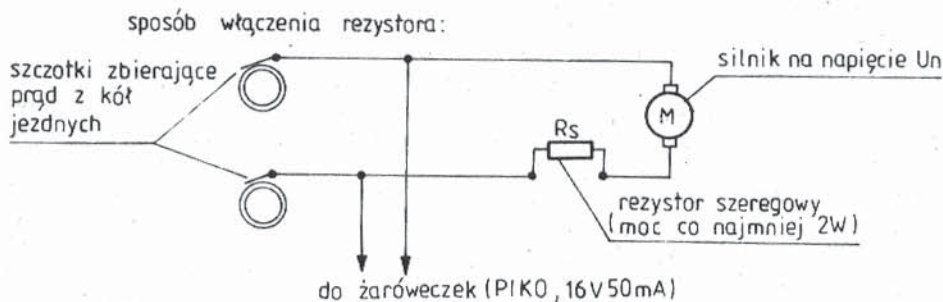 sposób włączenia rezystora:
szczotki zbierające
prąd z kół
jezdnych
silnik na napięcie Un
M
Rs
rezystor szeregowy
(moc co najmniej 2W)
do żaróweczek (PIKO, 16V 50mA)